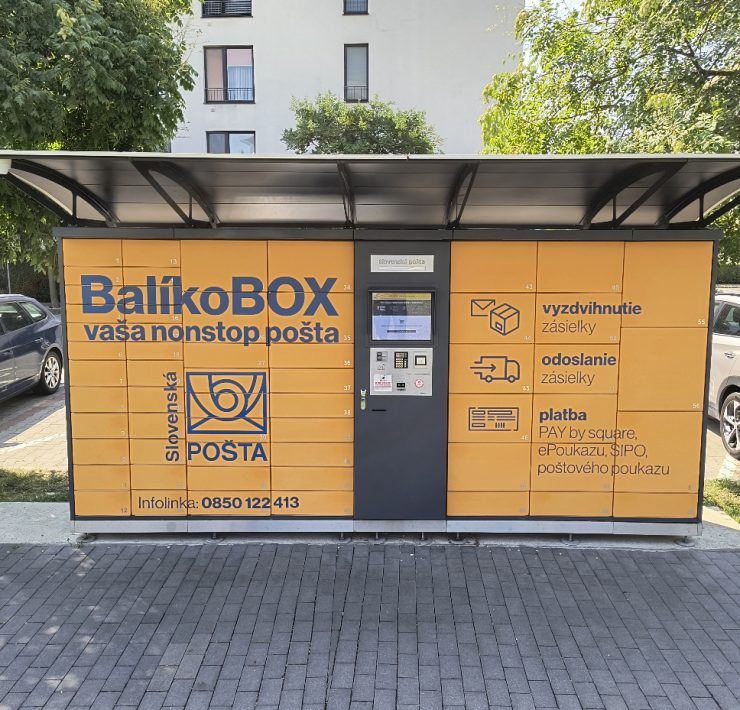 BalíkoBOX
vaša nonstop pošta
Slovenská
POŠTA
Infolinka: 0850 122 413
Slovenská pošta
vyzdvihnutie
zásielky
odoslanie
zásielky
platba
PAY by square,
ePoukazu, SIPO,
poštového poukazu